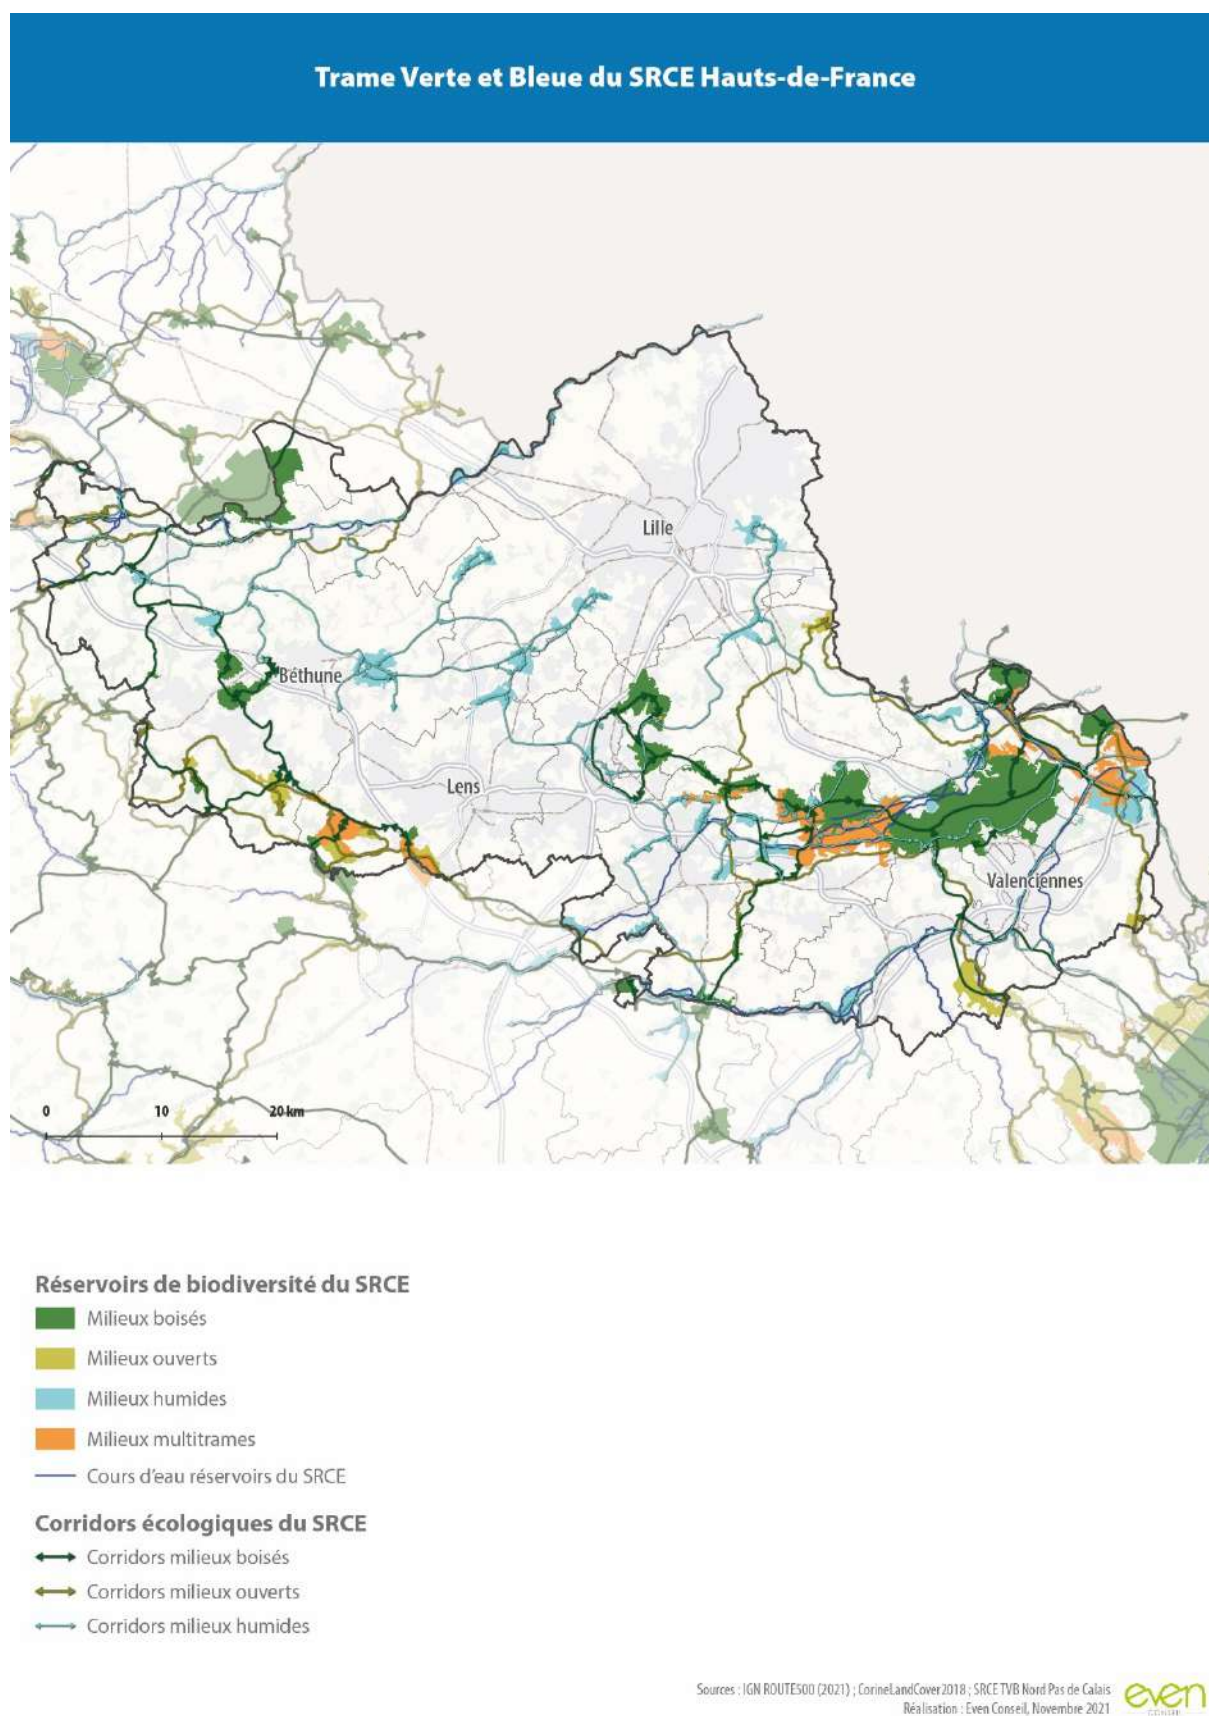 Trame Verte et Bleue du SRCE Hauts-de-France
Lille
Béthune
Lens
Valenciennes
0 10 20 km
Réservoirs de biodiversité du SRCE
Milieux boisés
Milieux ouverts
Milieux humides
Milieux multitrames
Cours d'eau réservoirs du SRCE
Corridors écologiques du SRCE
Corridors milieux boisés
Corridors milieux ouverts
Corridors milieux humides
Sources : IGN ROUTE500 (2021) ; CorineLandCover2018 ; SRCE TVB Nord Pas de Calais
Réalisation : Even Conseil, Novembre 2021
even
CONSEIL